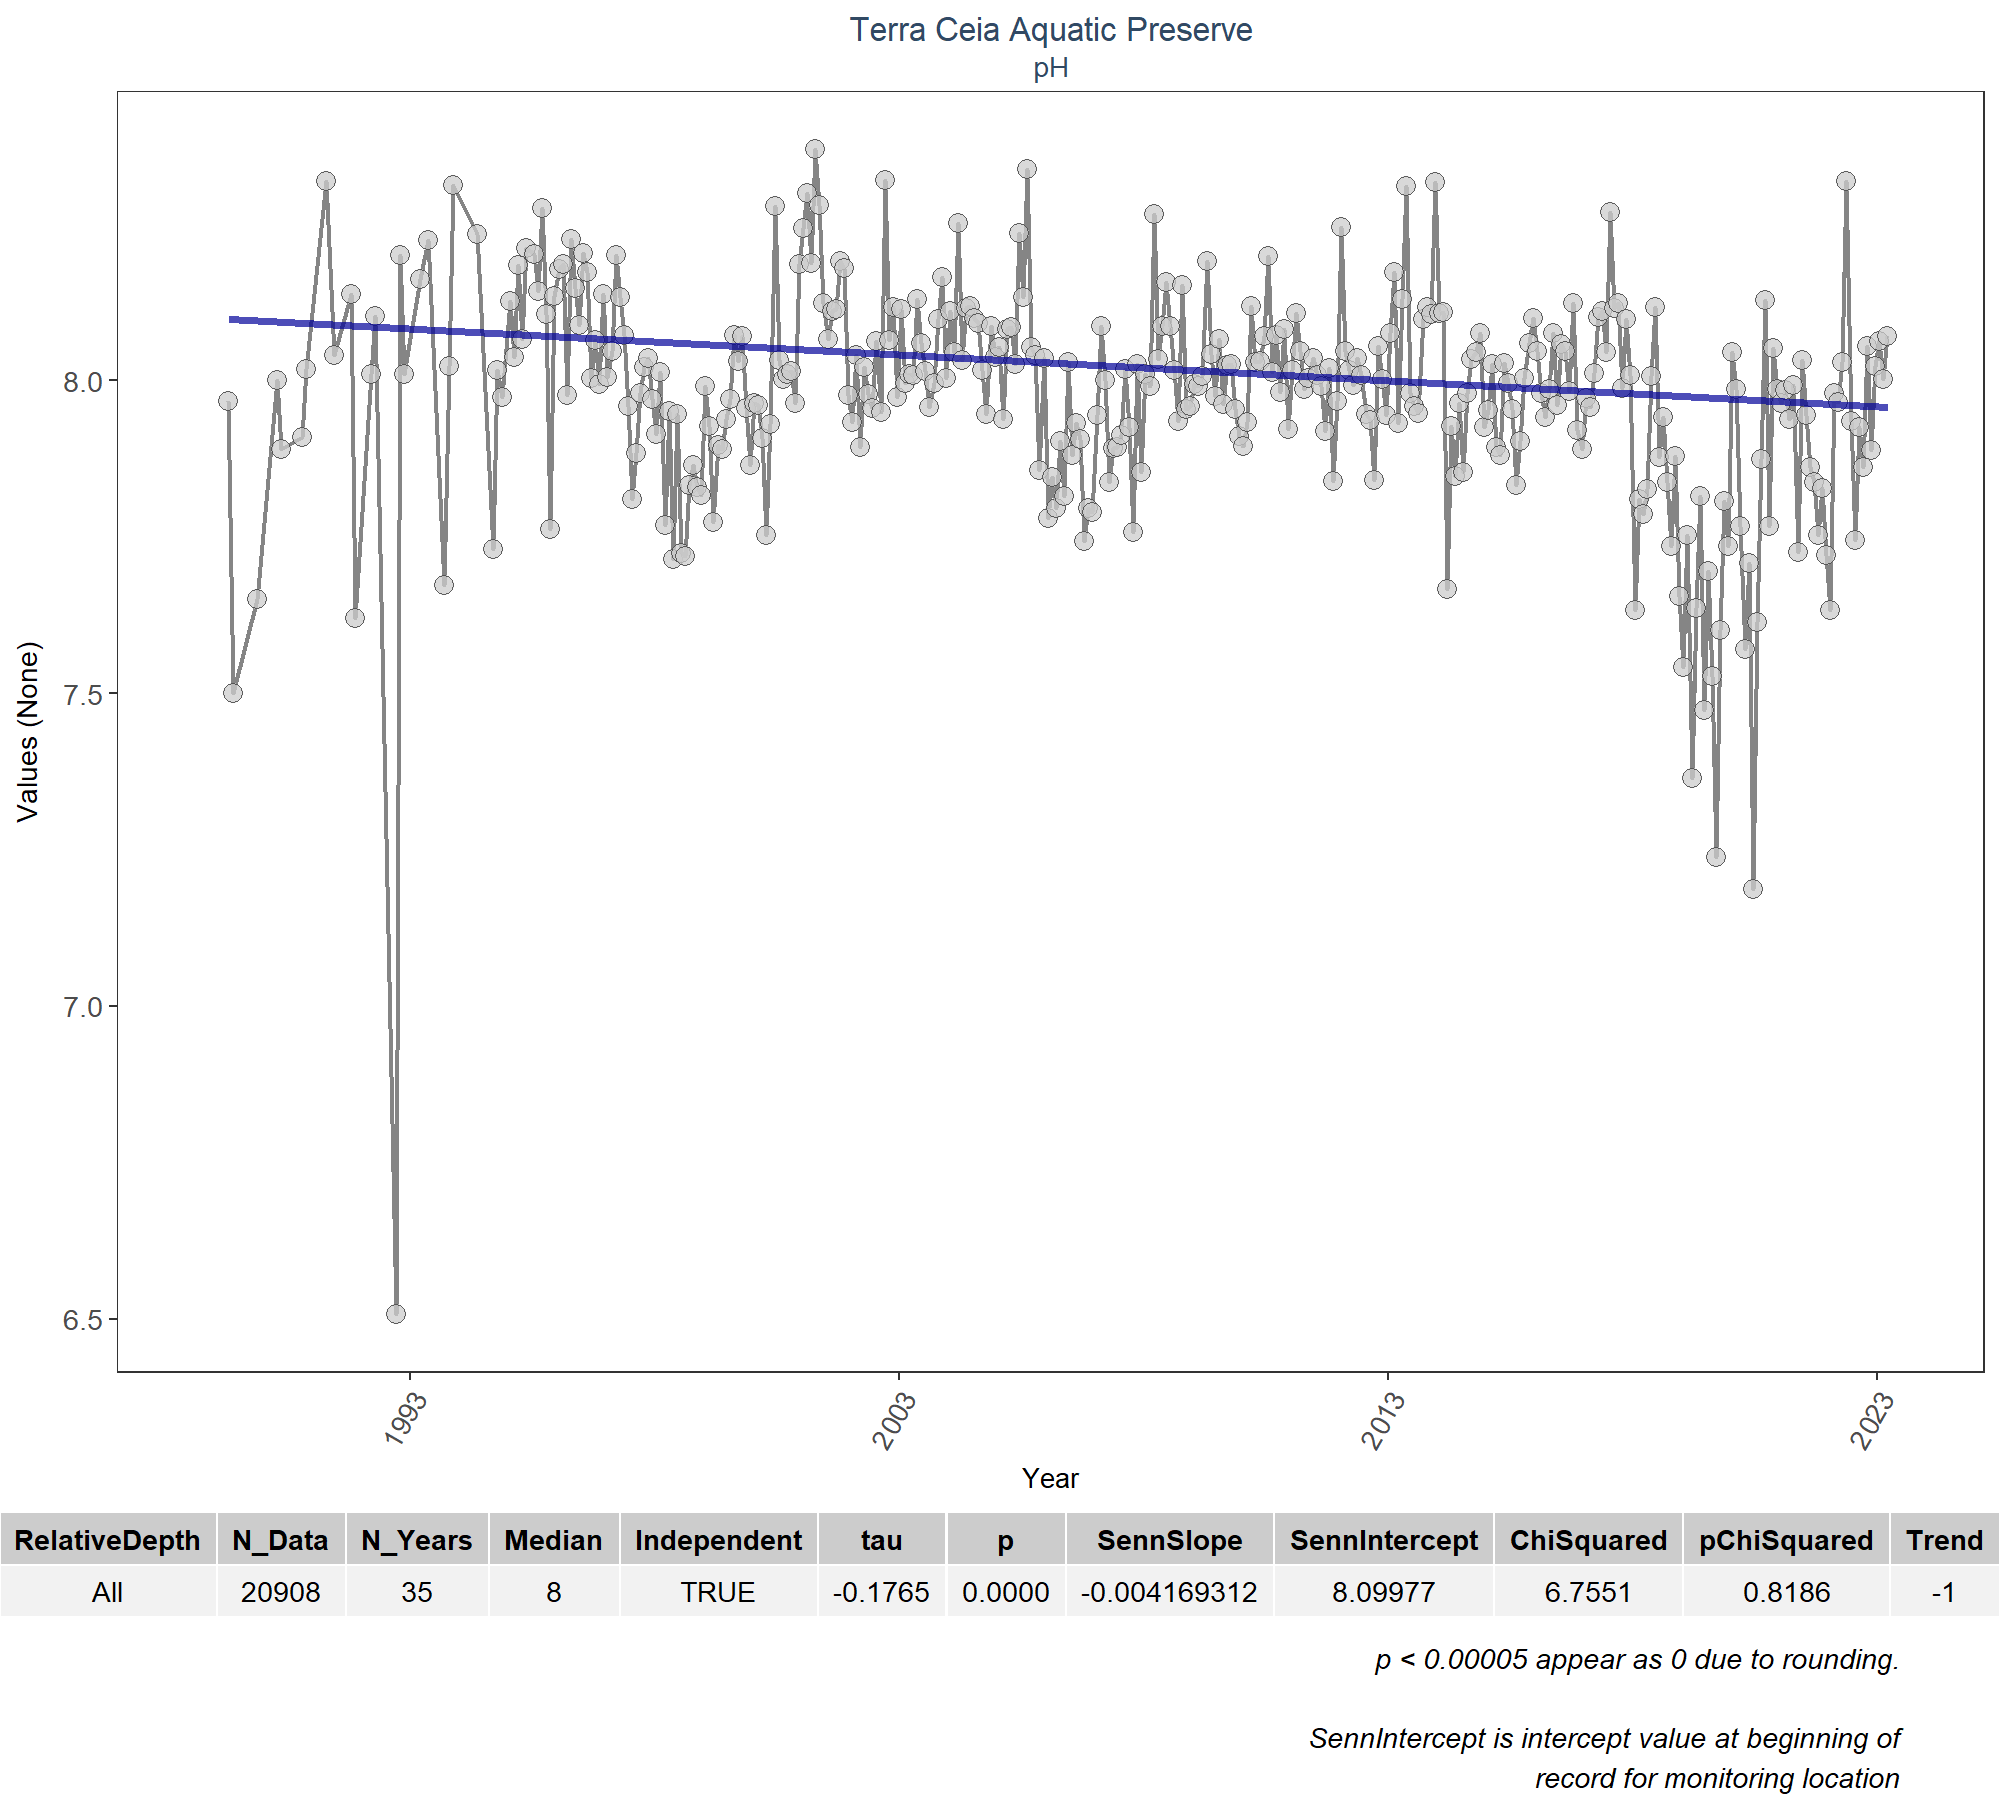 Terra Ceia Aquatic Preserve
pH
Values (None)
8.0
7.5
7.0
6.5
1993
2003
2013
2023
Year
RelativeDepth N_Data N_Years Median Independent tau p SennSlope SennIntercept ChiSquared pChiSquared Trend
All 20908 35 8 TRUE -0.1765 0.0000 -0.004169312 8.09977 6.7551 0.8186 -1
p < 0.00005 appear as 0 due to rounding.
SennIntercept is intercept value at beginning of
record for monitoring location